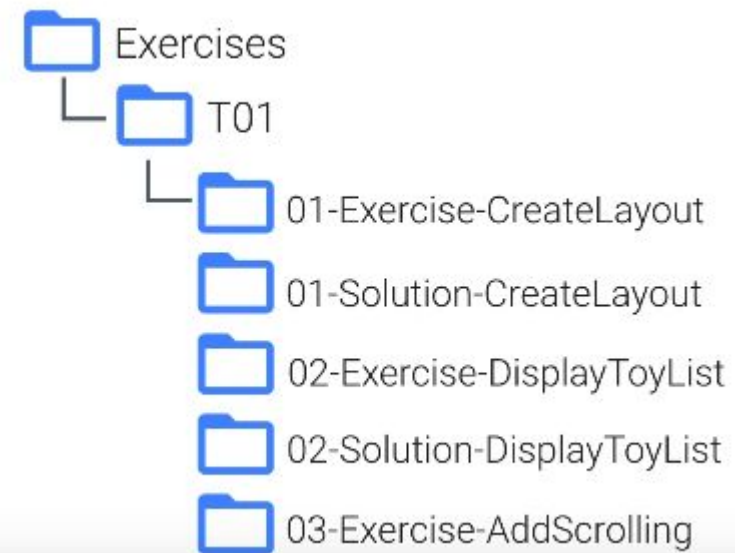 Exercises
T01
01-Exercise-CreateLayout
01-Solution-CreateLayout
02-Exercise-DisplayToyList
02-Solution-DisplayToyList
03-Exercise-AddScrolling